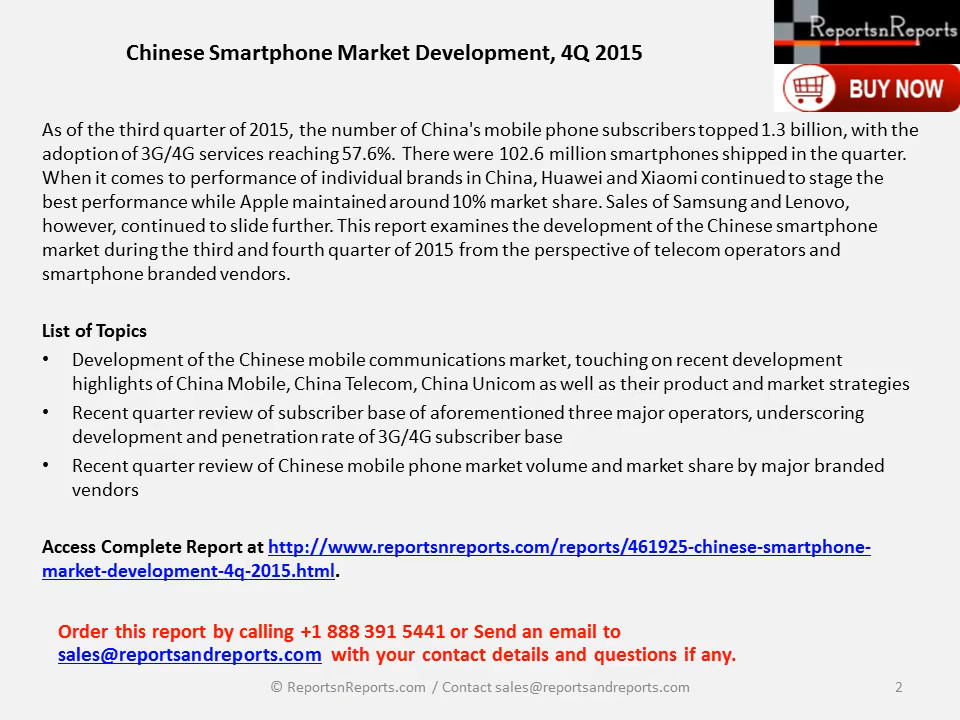 Chinese Smartphone Market Development, 4Q 2015
ReportsnReports
BUY NOW
As of the third quarter of 2015, the number of China's mobile phone subscribers topped 1.3 billion, with the
adoption of 3G/4G services reaching 57.6%. There were 102.6 million smartphones shipped in the quarter.
When it comes to performance of individual brands in China, Huawei and Xiaomi continued to stage the
best performance while Apple maintained around 10% market share. Sales of Samsung and Lenovo,
however, continued to slide further. This report examines the development of the Chinese smartphone
market during the third and fourth quarter of 2015 from the perspective of telecom operators and
smartphone branded vendors.
List of Topics
• Development of the Chinese mobile communications market, touching on recent development
highlights of China Mobile, China Telecom, China Unicom as well as their product and market strategies
• Recent quarter review of subscriber base of aforementioned three major operators, underscoring
development and penetration rate of 3G/4G subscriber base
• Recent quarter review of Chinese mobile phone market volume and market share by major branded
vendors
Access Complete Report at http://www.reportsnreports.com/reports/461925-chinese-smartphone-
market-development-4q-2015.html.
Order this report by calling +1 888 391 5441 or Send an email to
sales@reportsandreports.com with your contact details and questions if any.
© ReportsnReports.com / Contact sales@reportsandreports.com
2